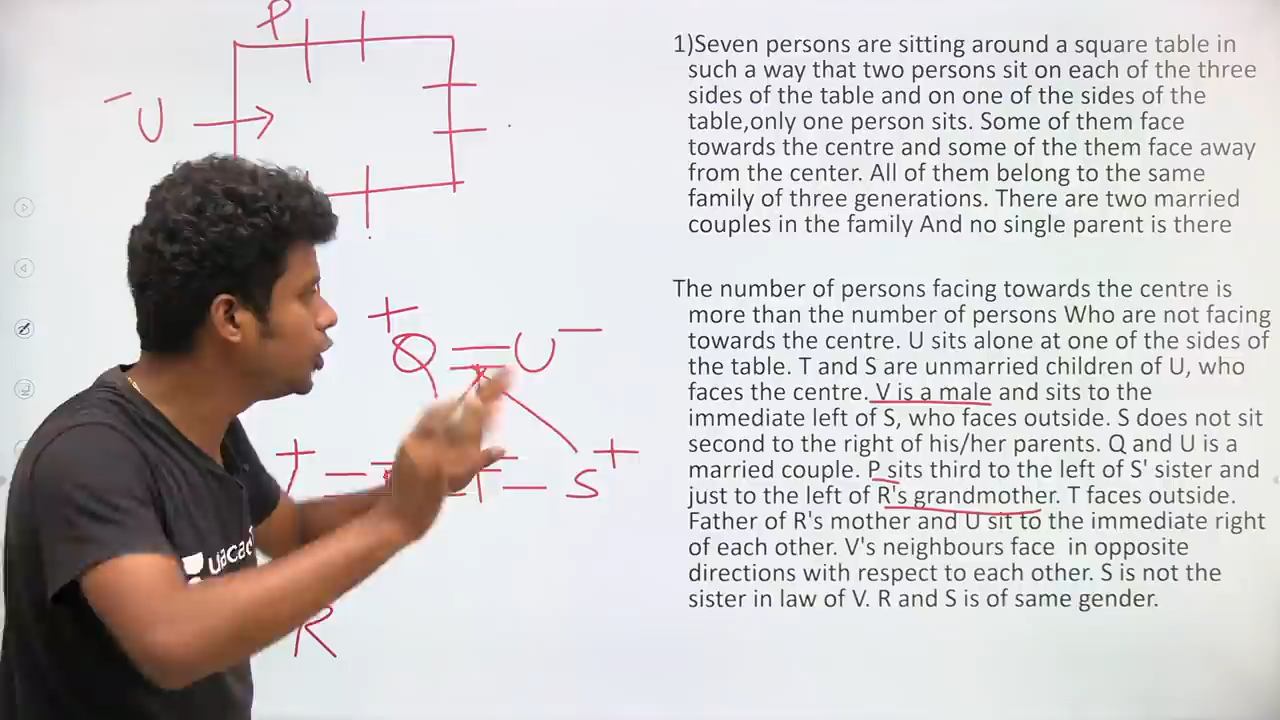 P
‾U
1)Seven persons are sitting around a square table in
such a way that two persons sit on each of the three
sides of the table and on one of the sides of the
table,only one person sits. Some of them face
towards the centre and some of the them face away
from the center. All of them belong to the same
family of three generations. There are two married
couples in the family And no single parent is there
The number of persons facing towards the centre is
more than the number of persons Who are not facing
towards the centre. U sits alone at one of the sides of
the table. T and S are unmarried children of U, who
faces the centre. V is a male and sits to the
immediate left of S, who faces outside. S does not sit
second to the right of his/her parents. Q and U is a
married couple. P sits third to the left of S' sister and
just to the left of R's grandmother. T faces outside.
Father of R's mother and U sit to the immediate right
of each other. V's neighbours face in opposite
directions with respect to each other. S is not the
sister in law of V. R and S is of same gender.
+
Q = U ‾
T — S +
R